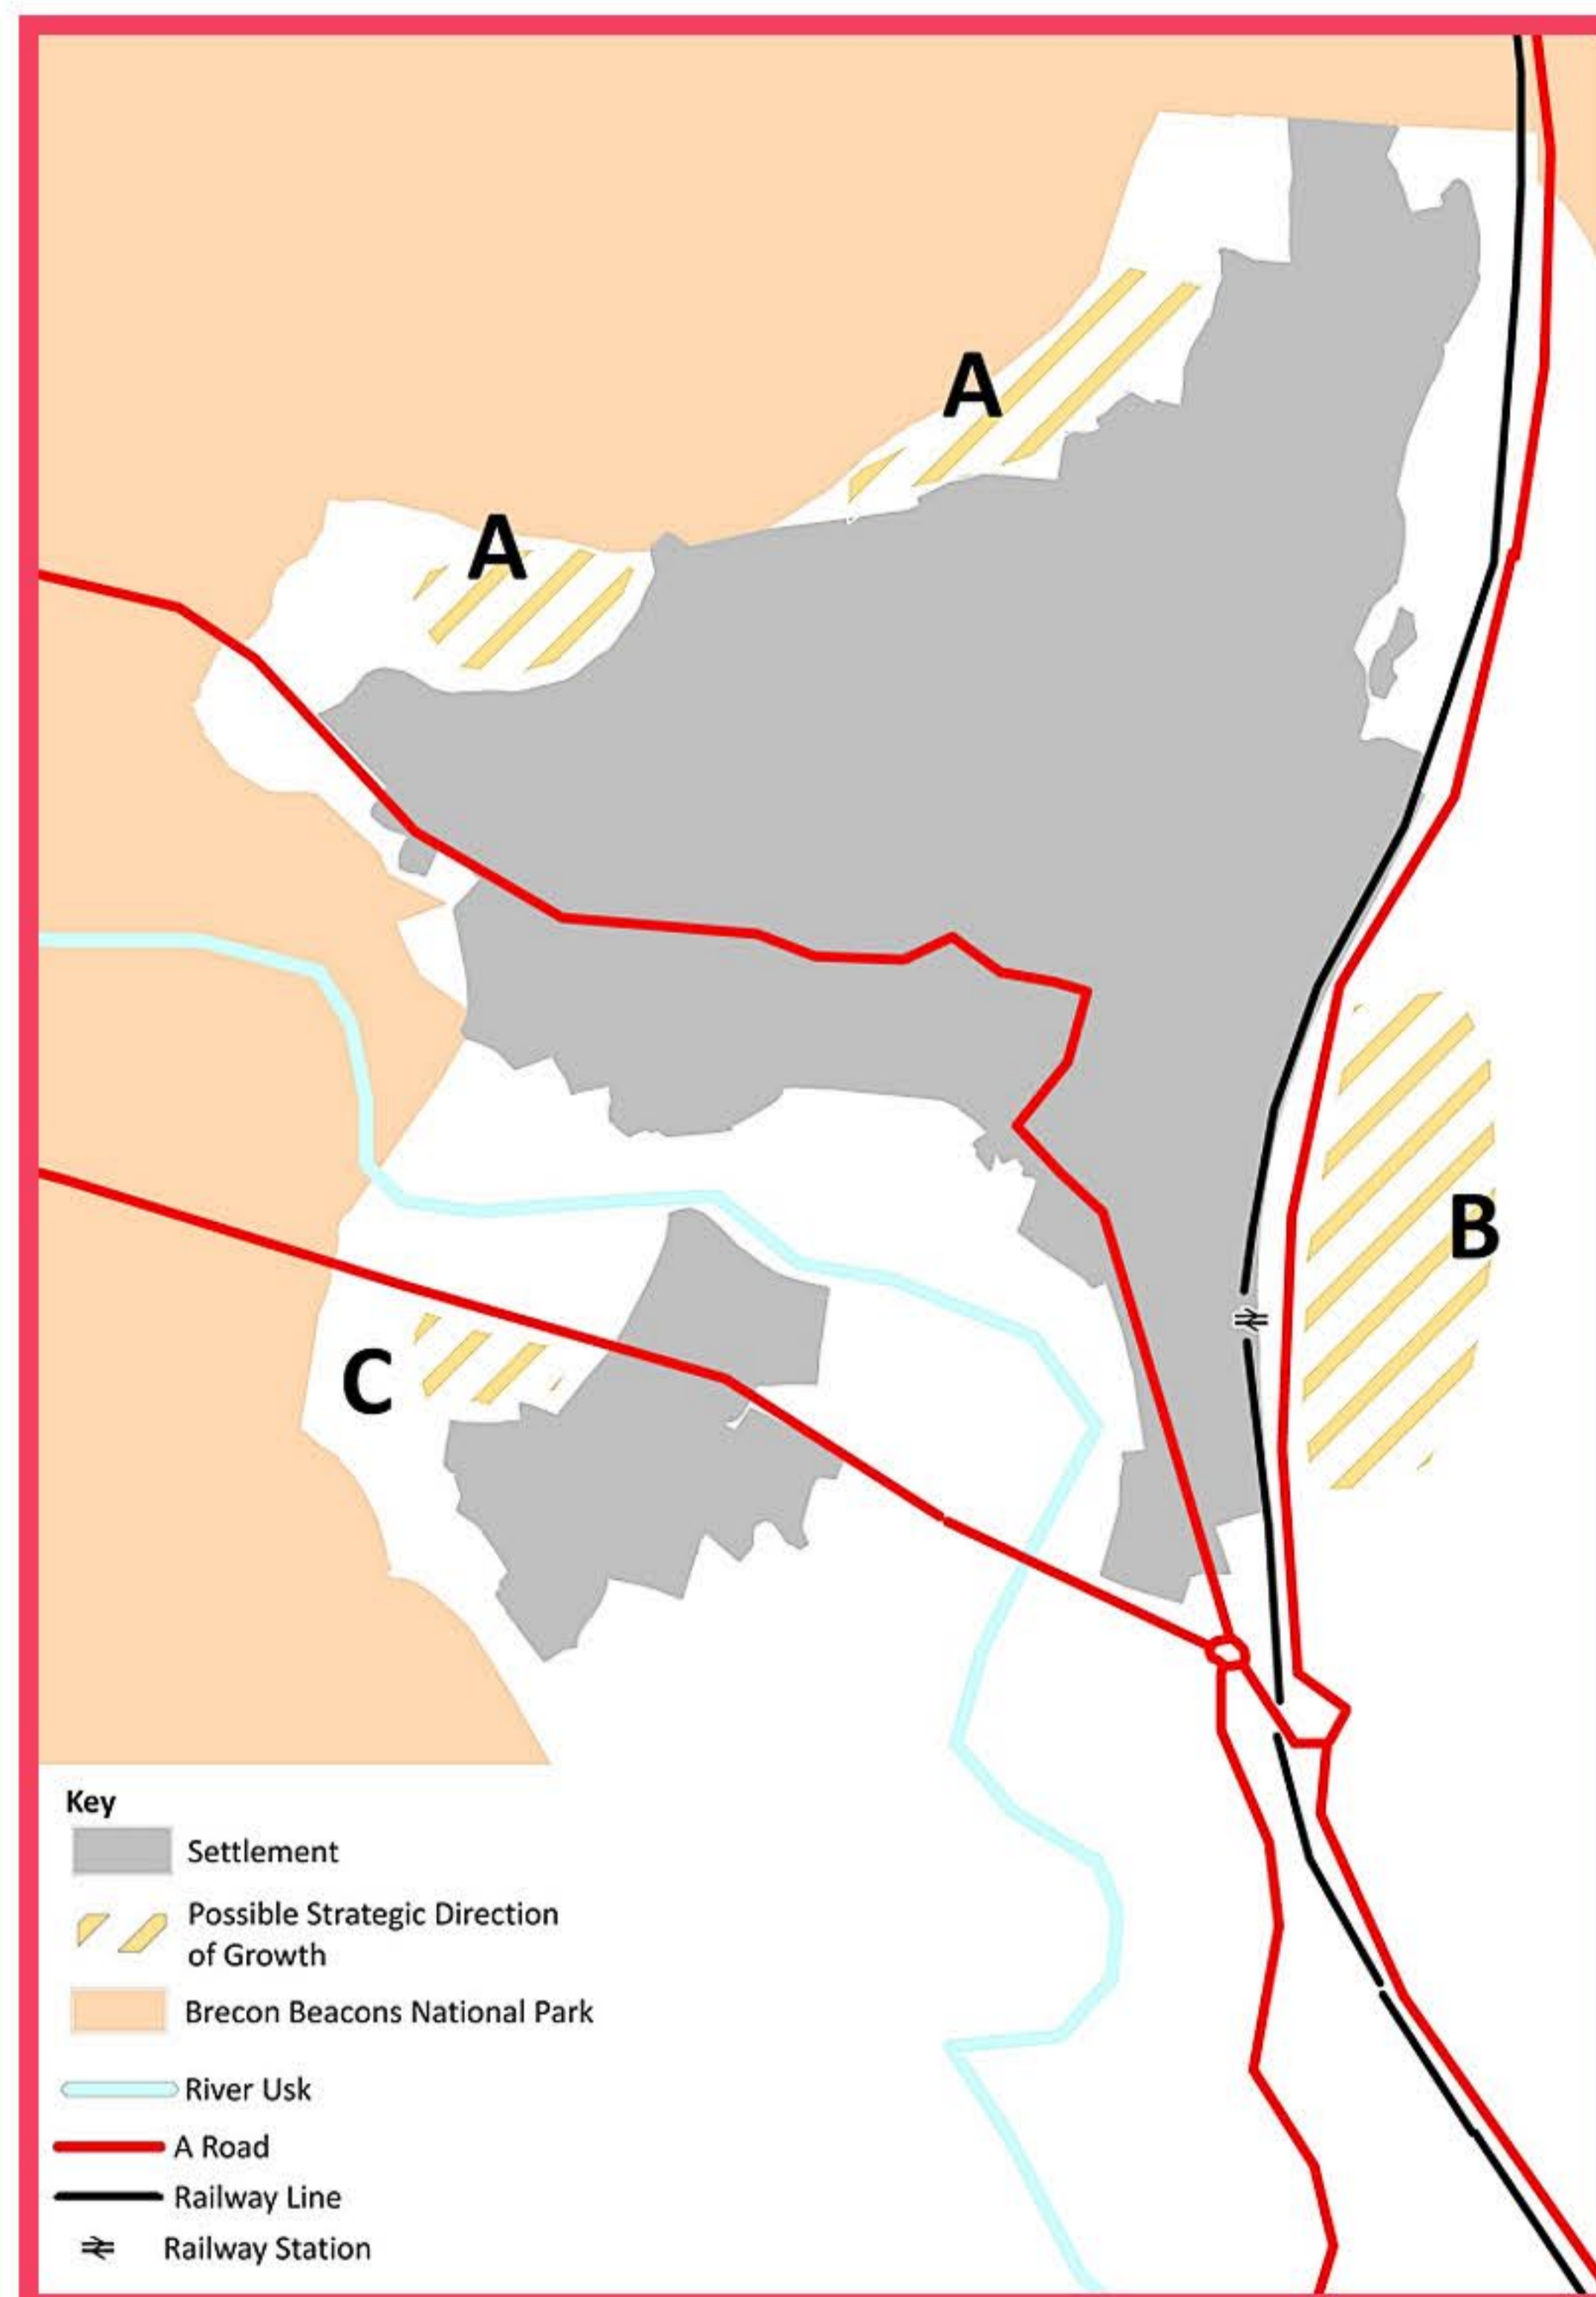 A
A
B
C
Key
Settlement
Possible Strategic Direction
of Growth
Brecon Beacons National Park
River Usk
A Road
Railway Line
Railway Station